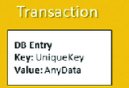 Transaction
DB Entry
Key: UniqueKey
Value: AnyData